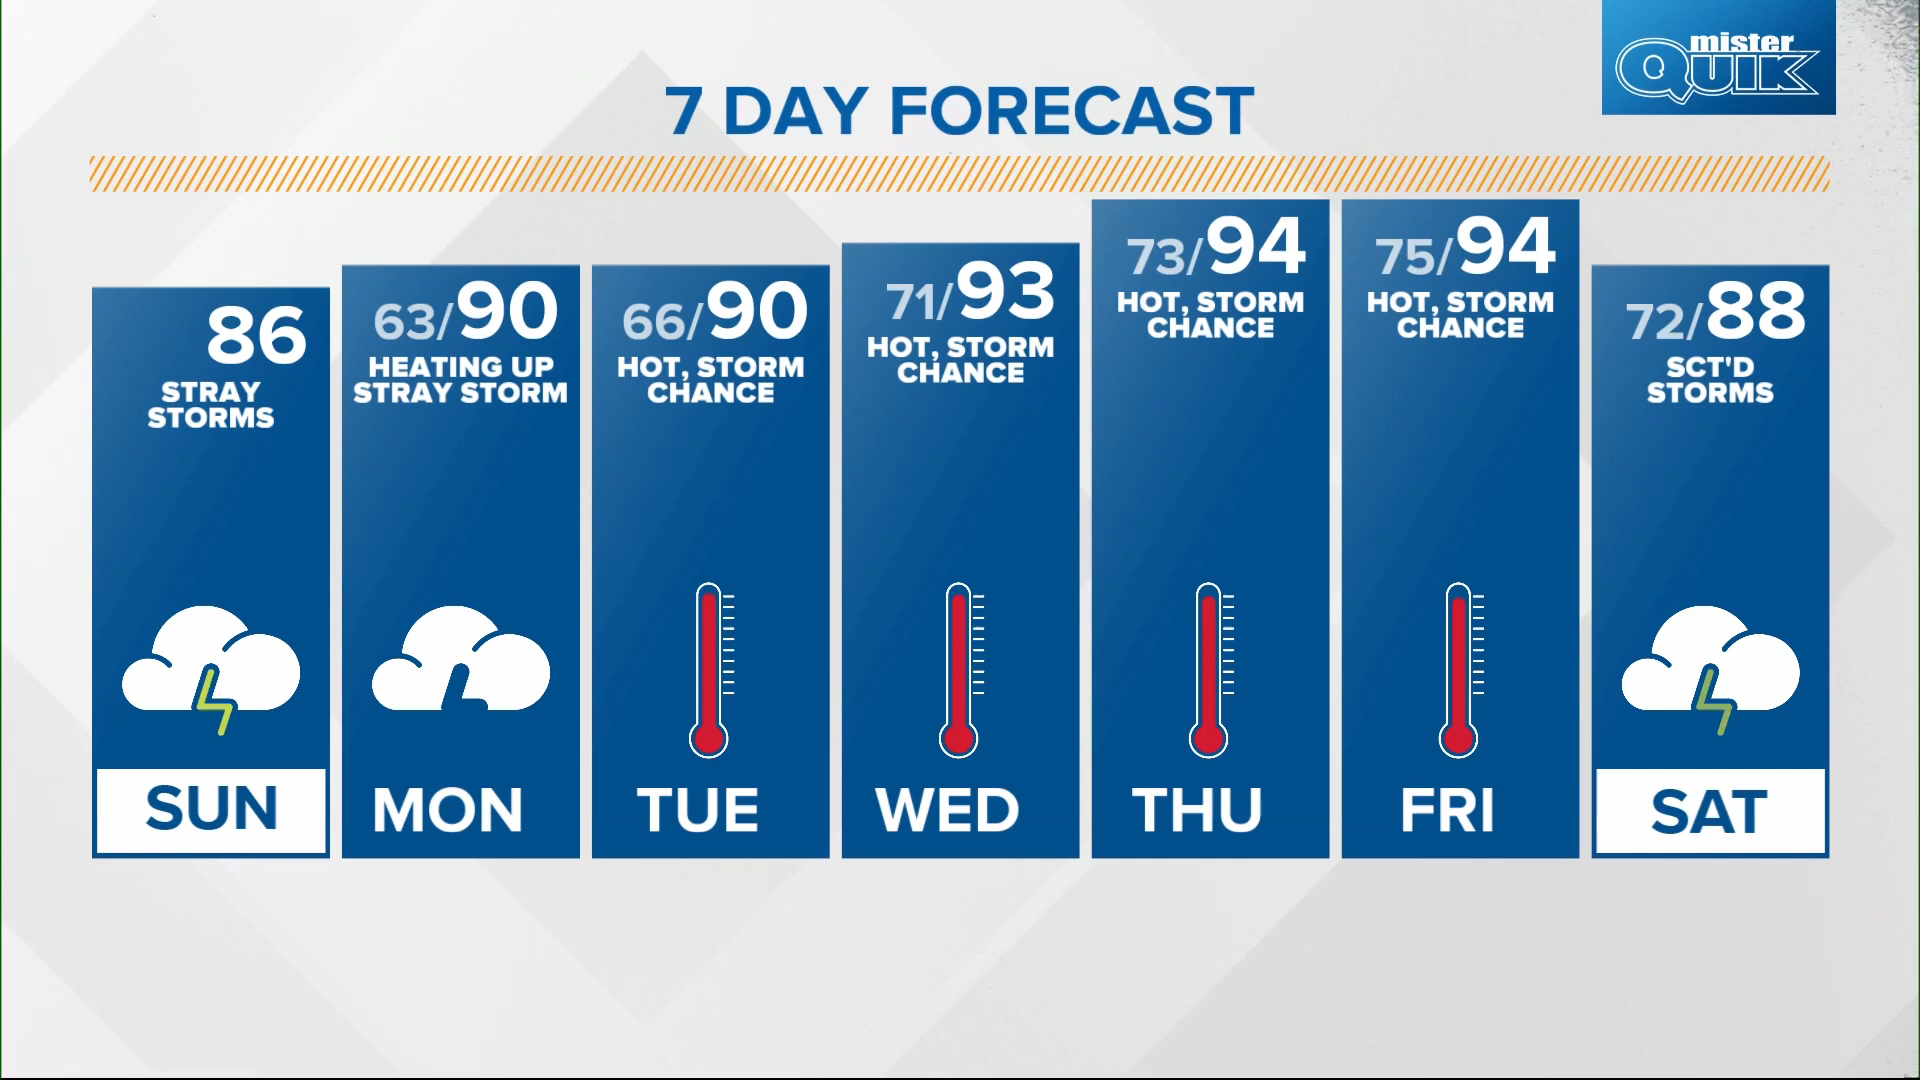 mister
QUIK
7 DAY FORECAST
86
STRAY
STORMS
SUN
63/90
HEATING UP
STRAY STORM
MON
66/90
HOT, STORM
CHANCE
TUE
71/93
HOT, STORM
CHANCE
WED
73/94
HOT, STORM
CHANCE
THU
75/94
HOT, STORM
CHANCE
FRI
72/88
SCT'D
STORMS
SAT